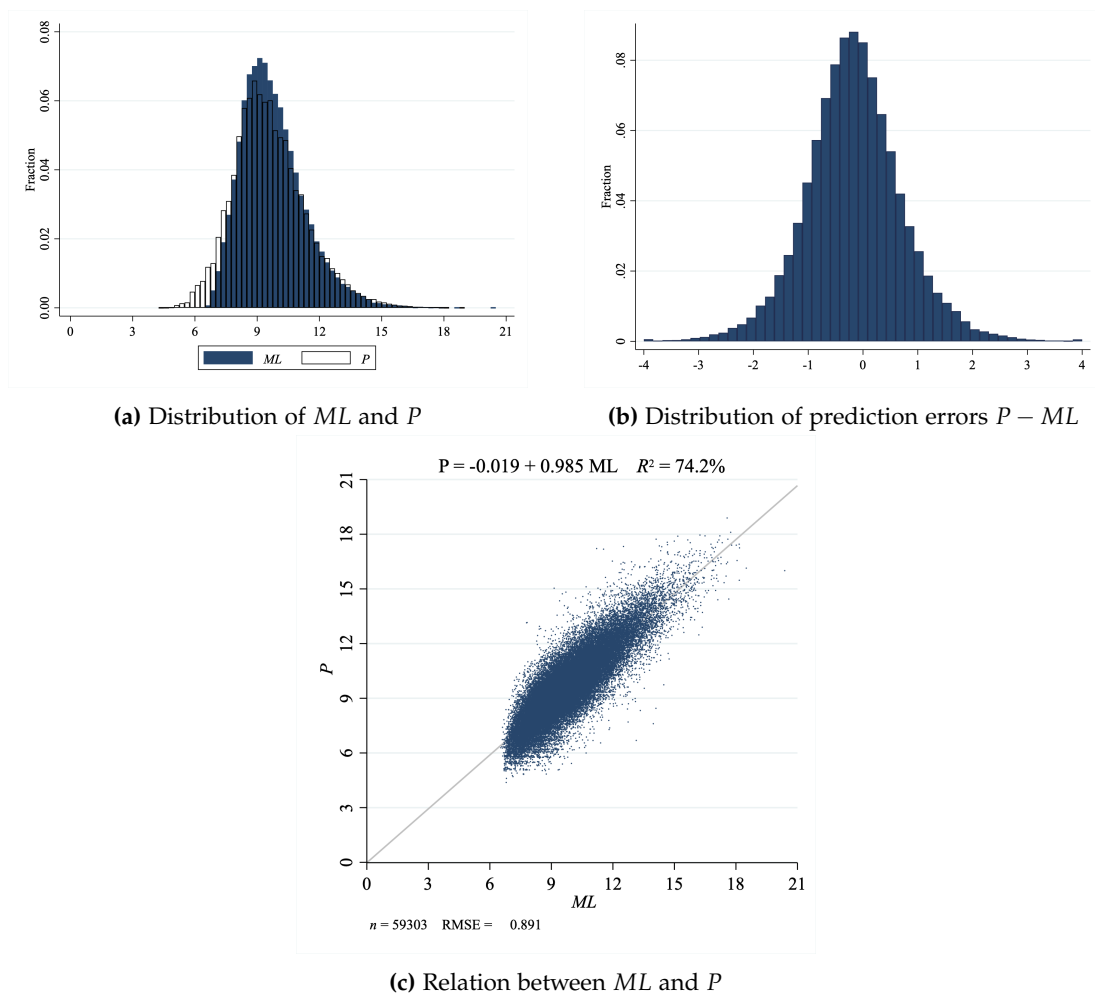 0.08
0.06
0.04
0.02
0.00
Fraction
0 3 6 9 12 15 18 21
ML P
(a) Distribution of ML and P
.08
.06
.04
.02
0
Fraction
-4 -3 -2 -1 0 1 2 3 4
(b) Distribution of prediction errors P − ML
P = -0.019 + 0.985 ML R² = 74.2%
21
18
15
12
9
6
3
0
P
0 3 6 9 12 15 18 21
ML
n = 59303 RMSE = 0.891
(c) Relation between ML and P